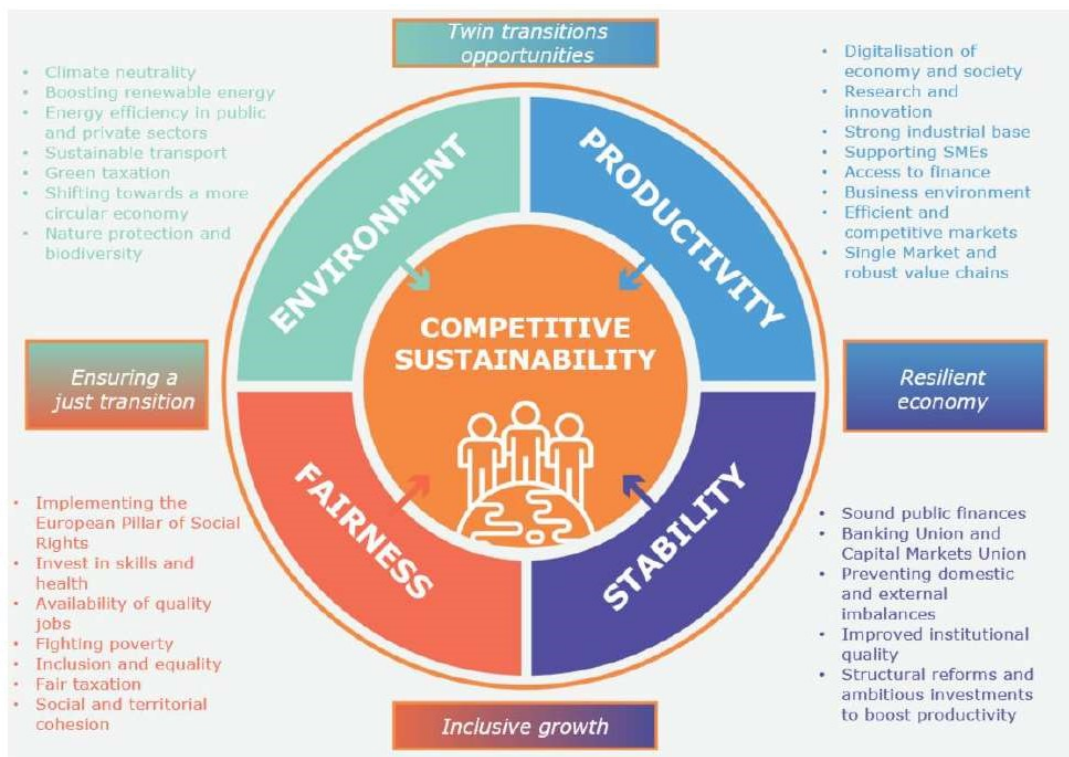 Twin transitions
opportunities
• Climate neutrality
• Boosting renewable energy
• Energy efficiency in public
and private sectors
• Sustainable transport
• Green taxation
• Shifting towards a more
circular economy
• Nature protection and
biodiversity
• Digitalisation of
economy and society
• Research and
innovation
• Strong industrial base
• Supporting SMEs
• Access to finance
• Business environment
• Efficient and
competitive markets
• Single Market and
robust value chains
ENVIRONMENT
PRODUCTIVITY
COMPETITIVE
SUSTAINABILITY
Ensuring a
just transition
Resilient
economy
FAIRNESS
STABILITY
• Implementing the
European Pillar of Social
Rights
• Invest in skills and
health
• Availability of quality
jobs
• Fighting poverty
• Inclusion and equality
• Fair taxation
• Social and territorial
cohesion
• Sound public finances
• Banking Union and
Capital Markets Union
• Preventing domestic
and external
imbalances
• Improved institutional
quality
• Structural reforms and
ambitious investments
to boost productivity
Inclusive growth